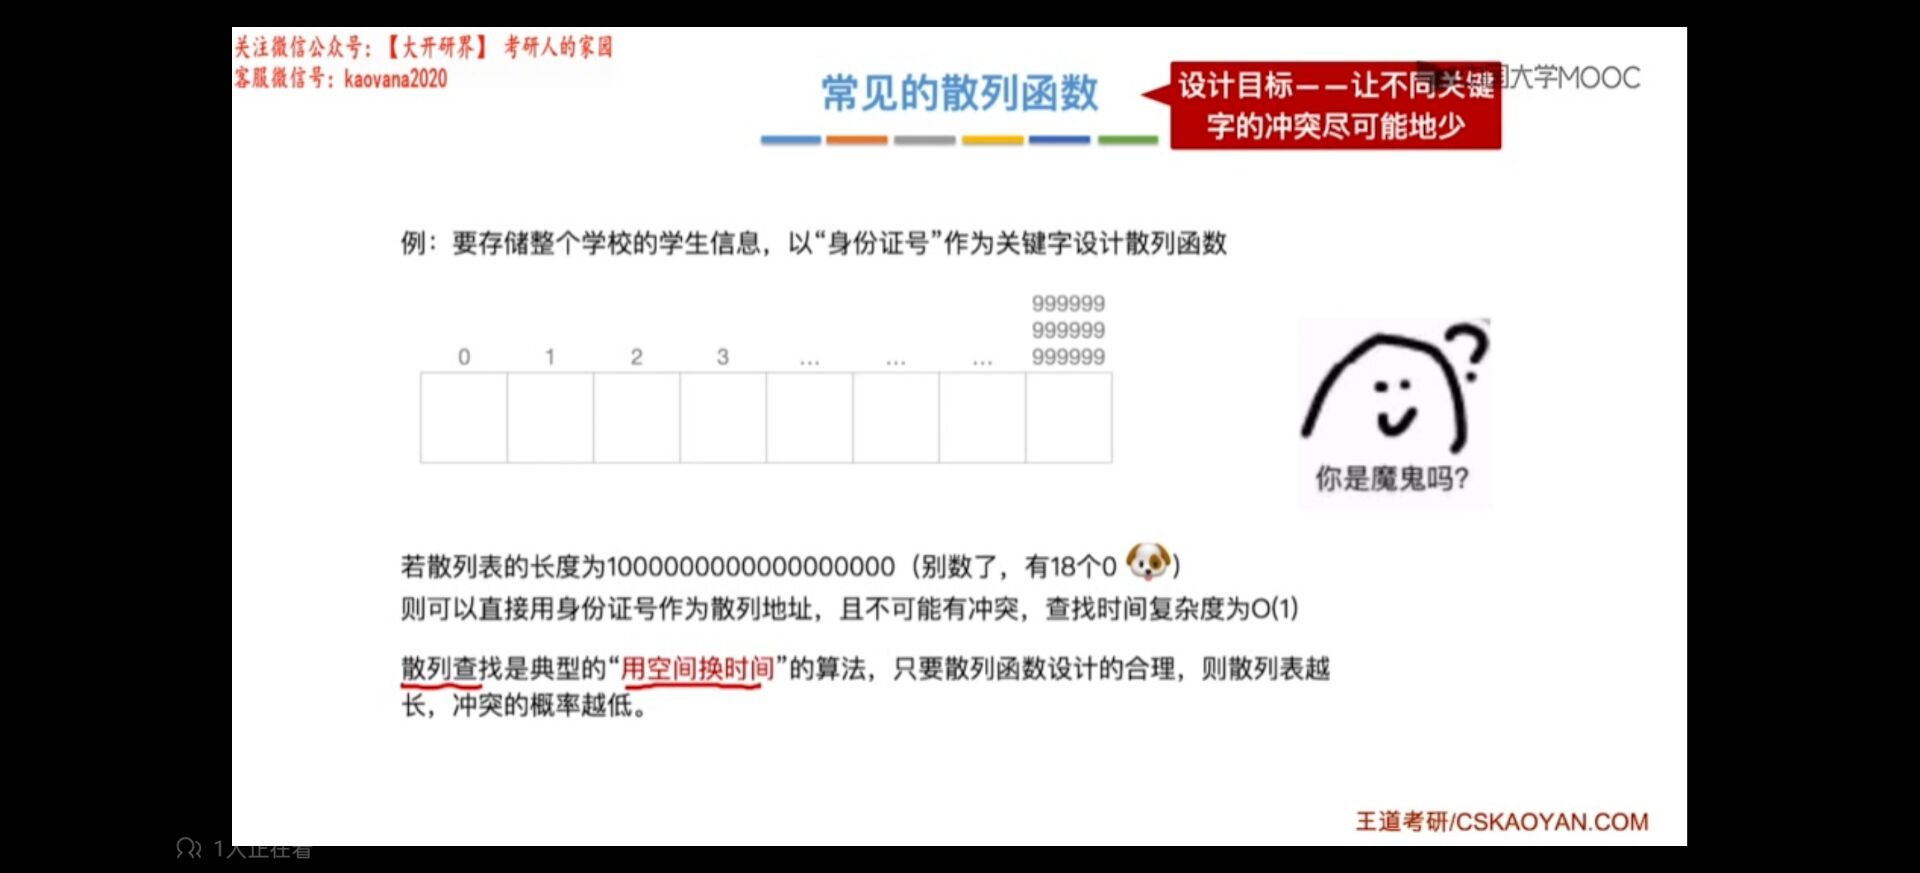 关注微信公众号：【大开研界】 考研人的家园
客服微信号：kaovana2020
常见的散列函数
设计目标——让不同关键
字的冲突尽可能地少
大学MOOC
例：要存储整个学校的学生信息，以“身份证号”作为关键字设计散列函数
999999
999999
0 1 2 3 ... ... ... 999999
你是魔鬼吗?
若散列表的长度为1000000000000000000（别数了，有18个0 ）
则可以直接用身份证号作为散列地址，且不可能有冲突，查找时间复杂度为O(1)
散列查找是典型的“用空间换时间”的算法，只要散列函数设计的合理，则散列表越
长，冲突的概率越低。
王道考研/CSKAOYAN.COM
1人正在看